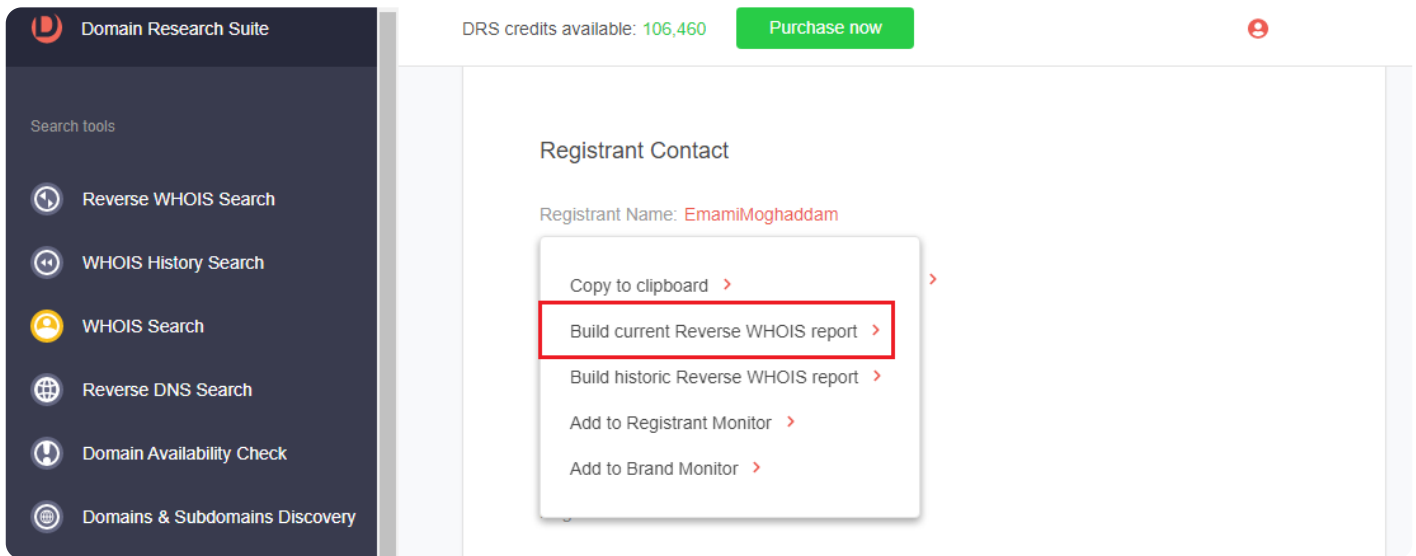 Domain Research Suite
DRS credits available: 106,460
Purchase now
Search tools
Reverse WHOIS Search
WHOIS History Search
WHOIS Search
Reverse DNS Search
Domain Availability Check
Domains & Subdomains Discovery
Registrant Contact
Registrant Name: EmamiMoghaddam
Copy to clipboard
Build current Reverse WHOIS report
Build historic Reverse WHOIS report
Add to Registrant Monitor
Add to Brand Monitor